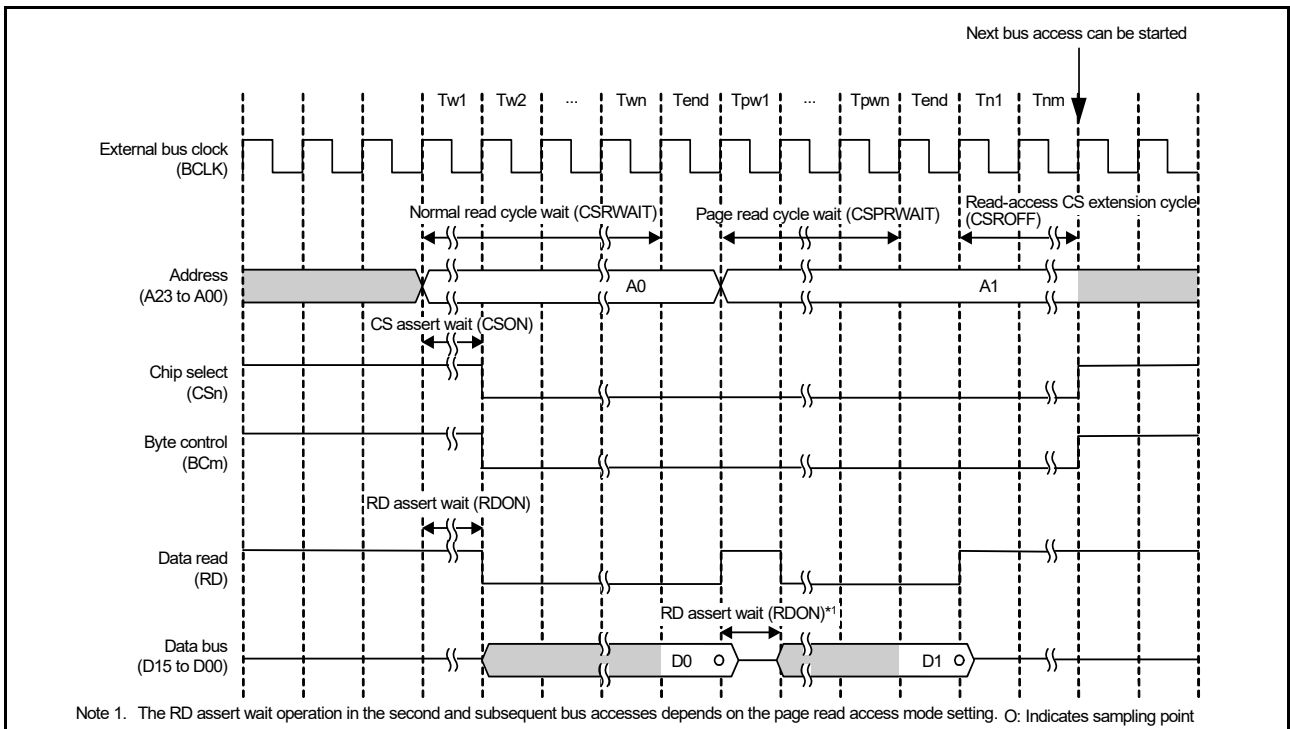 Next bus access can be started
Tw1 Tw2 ... Twn Tend Tpw1 ... Tpwn Tend Tn1 Tnm
External bus clock
(BCLK)
Normal read cycle wait (CSRWAIT)
Page read cycle wait (CSPRWAIT)
Read-access CS extension cycle
(CSROFF)
Address
(A23 to A00)
A0
A1
CS assert wait (CSON)
Chip select
(CSn)
Byte control
(BCm)
RD assert wait (RDON)
Data read
(RD)
RD assert wait (RDON)*1
Data bus
(D15 to D00)
D0
D1
Note 1. The RD assert wait operation in the second and subsequent bus accesses depends on the page read access mode setting. O: Indicates sampling point